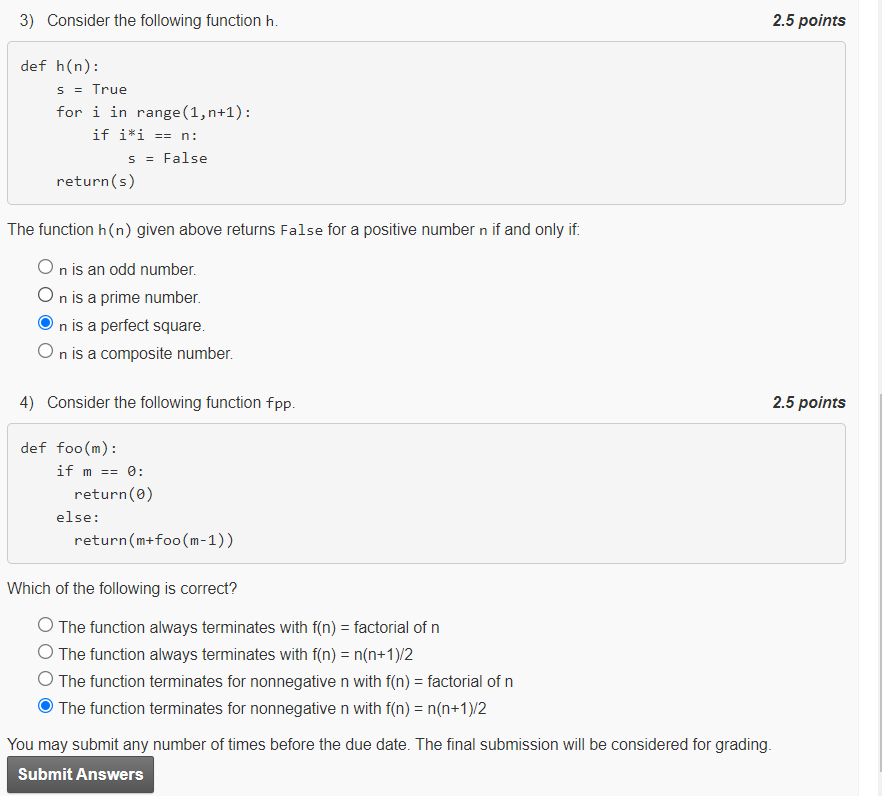 3) Consider the following function h. 2.5 points
def h(n):
    s = True
    for i in range(1,n+1):
        if i*i == n:
            s = False
    return(s)
The function h(n) given above returns False for a positive number n if and only if:
n is an odd number.
n is a prime number.
n is a perfect square.
n is a composite number.
4) Consider the following function fpp. 2.5 points
def foo(m):
    if m == 0:
      return(0)
    else:
      return(m+foo(m-1))
Which of the following is correct?
The function always terminates with f(n) = factorial of n
The function always terminates with f(n) = n(n+1)/2
The function terminates for nonnegative n with f(n) = factorial of n
The function terminates for nonnegative n with f(n) = n(n+1)/2
You may submit any number of times before the due date. The final submission will be considered for grading.
Submit Answers